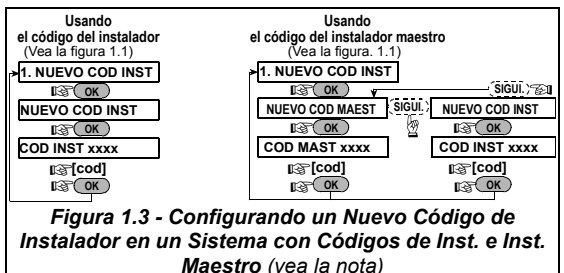 Usando
el código del instalador
(Vea la figura 1.1)
1. NUEVO COD INST
OK
NUEVO COD INST
OK
COD INST xxxx
[cod]
OK
Usando
el código del instalador maestro
(Vea la figura. 1.1)
1. NUEVO COD INST
OK
SIGUI.
NUEVO COD MAEST
SIGUI.
NUEVO COD INST
OK
OK
COD MAST xxxx
COD INST xxxx
[cod]
[cod]
OK
OK
Figura 1.3 - Configurando un Nuevo Código de
Instalador en un Sistema con Códigos de Inst. e Inst.
Maestro (vea la nota)